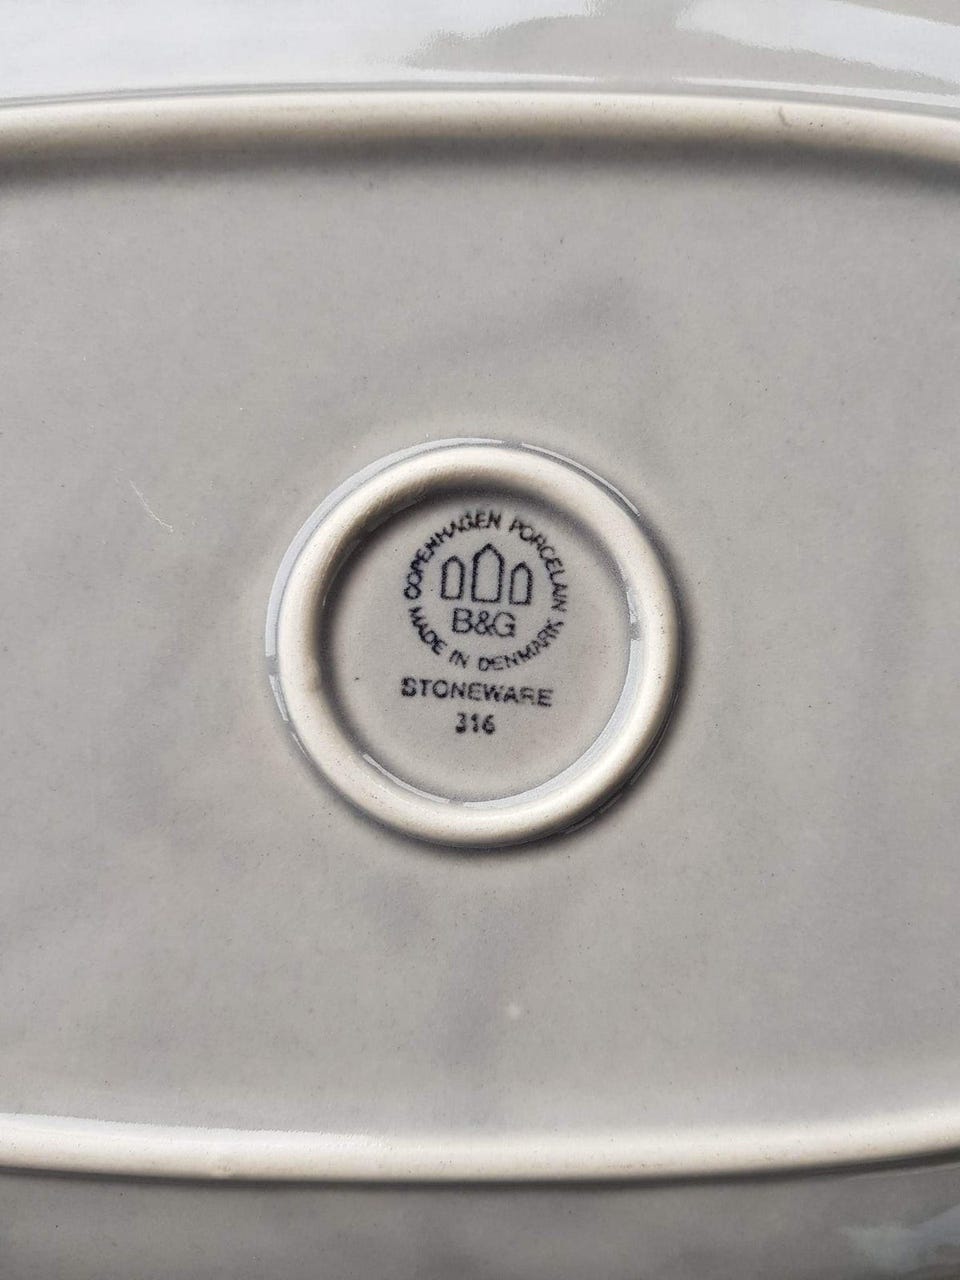 COPENHAGEN PORCELAIN
B&G
MADE IN DENMARK
STONEWARE
316